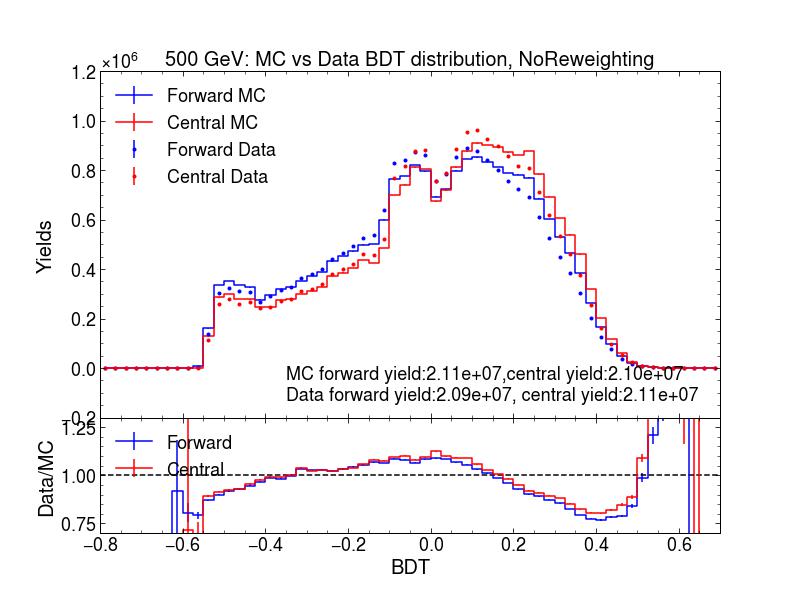 ×10⁶
500 GeV: MC vs Data BDT distribution, NoReweighting
1.2
1.0
0.8
0.6
0.4
0.2
0.0
0.2
Yields
Forward MC
Central MC
Forward Data
Central Data
MC forward yield:2.11e+07,central yield:2.10e+07
Data forward yield:2.09e+07, central yield:2.11e+07
1.25
1.00
0.75
Data/MC
Forward
Central
−0.8 −0.6 −0.4 −0.2 0.0 0.2 0.4 0.6
BDT